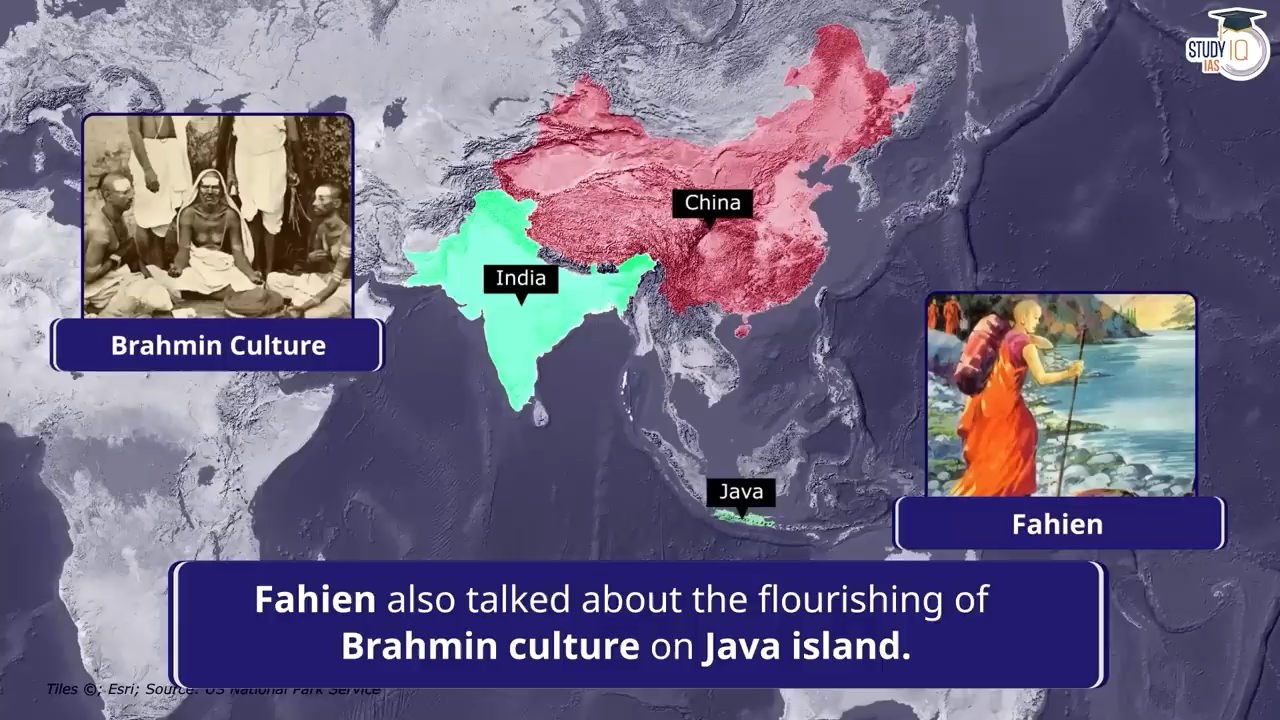 STUDY IQ
IAS
China
India
Brahmin Culture
Java
Fahien
Fahien also talked about the flourishing of
Brahmin culture on Java island.
Tiles ©; Esri; Source: US National Park Service